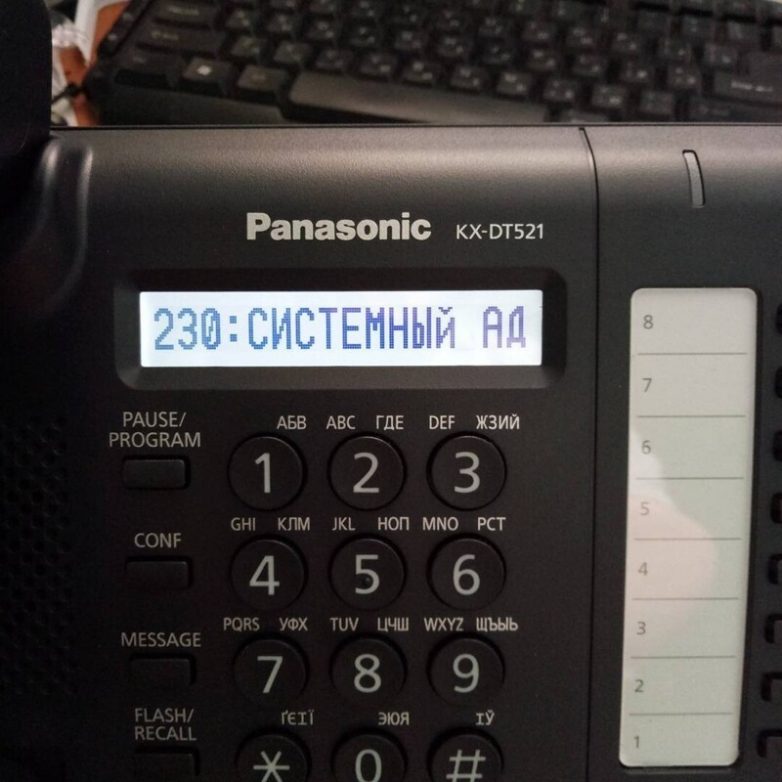 Panasonic KX-DT521
230:СИСТЕМНЫЙ АД
8
7
6
5
4
3
2
1
PAUSE/
PROGRAM
CONF
MESSAGE
FLASH/
RECALL
АБВ ABC ГДЕ DEF ЖЗИЙ
1 2 3
GHI КЛМ JKL НОП MNO РСТ
4 5 6
PQRS УФХ TUV ЦЧШ WXYZ ЩЪЫЬ
7 8 9
ҐЄІЇ ЭЮЯ ІЎ
* 0 #